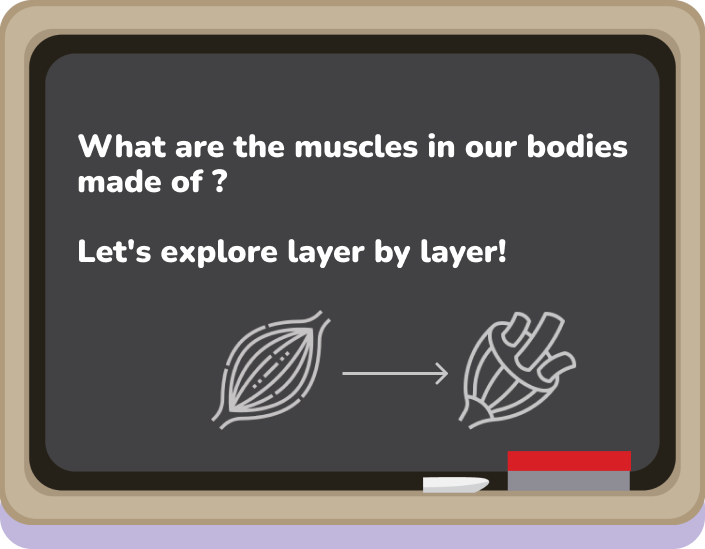 What are the muscles in our bodies
made of ?
Let's explore layer by layer!